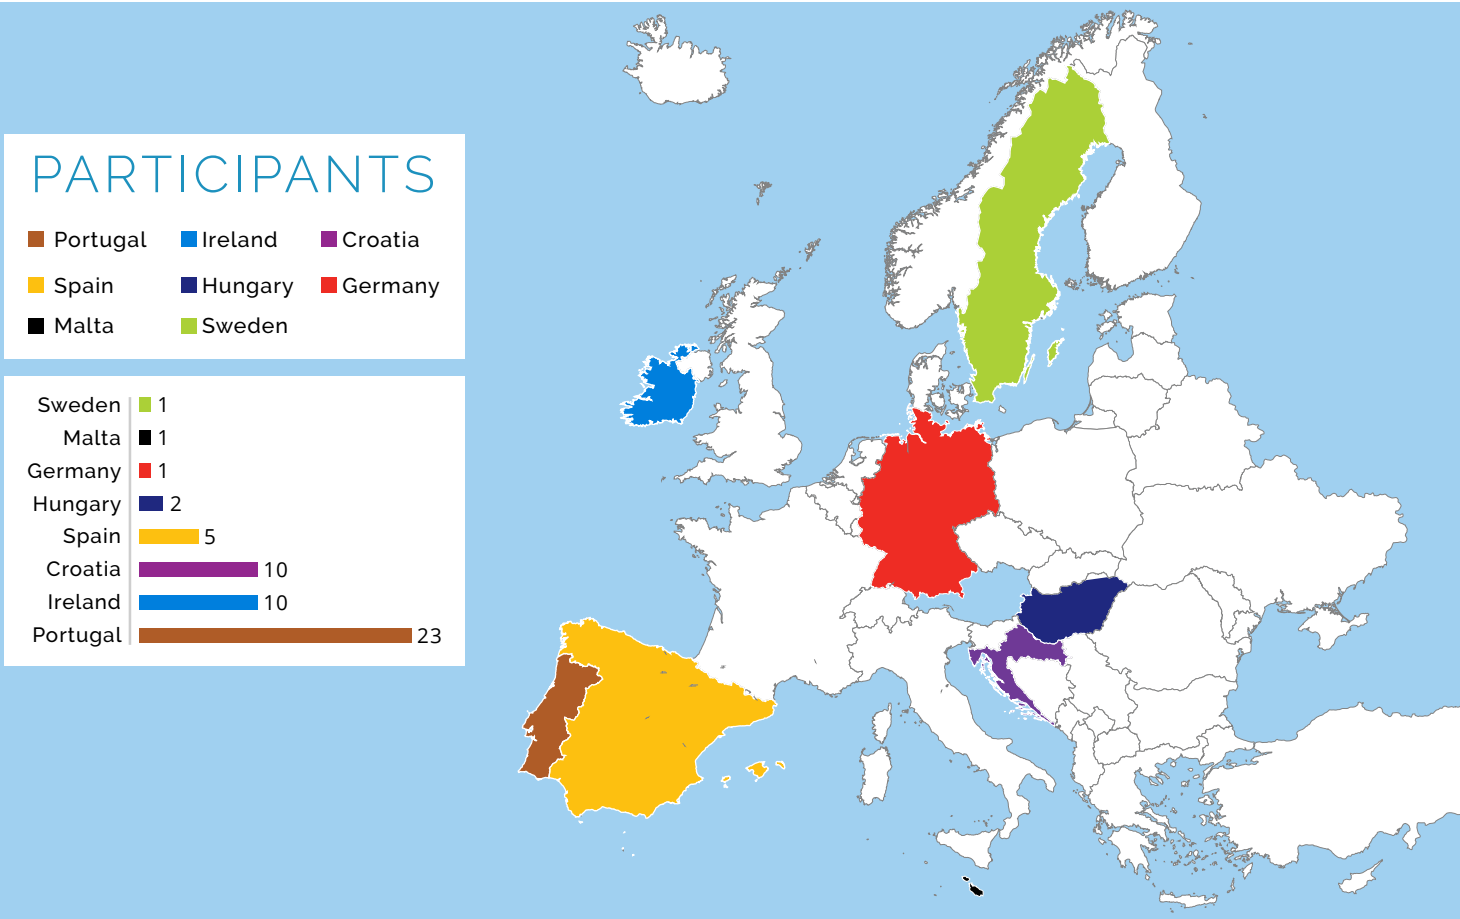 PARTICIPANTS
Portugal Ireland Croatia
Spain Hungary Germany
Malta Sweden
Sweden 1
Malta 1
Germany 1
Hungary 2
Spain 5
Croatia 10
Ireland 10
Portugal 23